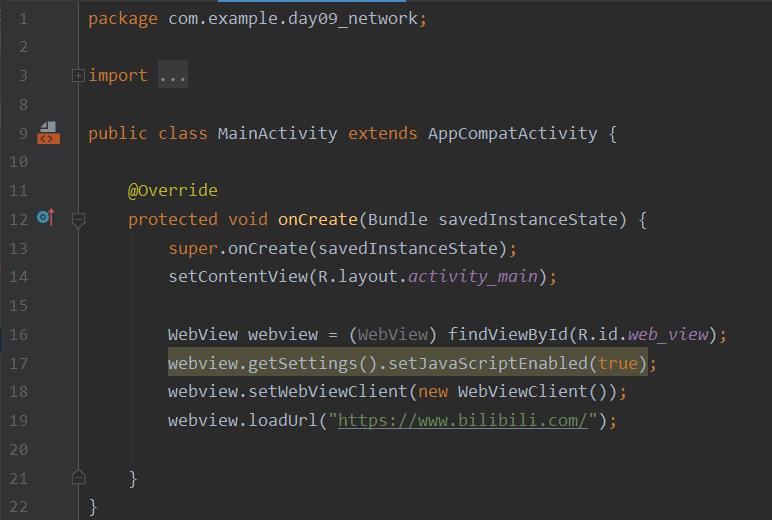 1 package com.example.day09_network;
2
3 import ...
8
9 public class MainActivity extends AppCompatActivity {
10
11 @Override
12 protected void onCreate(Bundle savedInstanceState) {
13 super.onCreate(savedInstanceState);
14 setContentView(R.layout.activity_main);
15
16 WebView webview = (WebView) findViewById(R.id.web_view);
17 webview.getSettings().setJavaScriptEnabled(true);
18 webview.setWebViewClient(new WebViewClient());
19 webview.loadUrl("https://www.bilibili.com/");
20
21 }
22 }